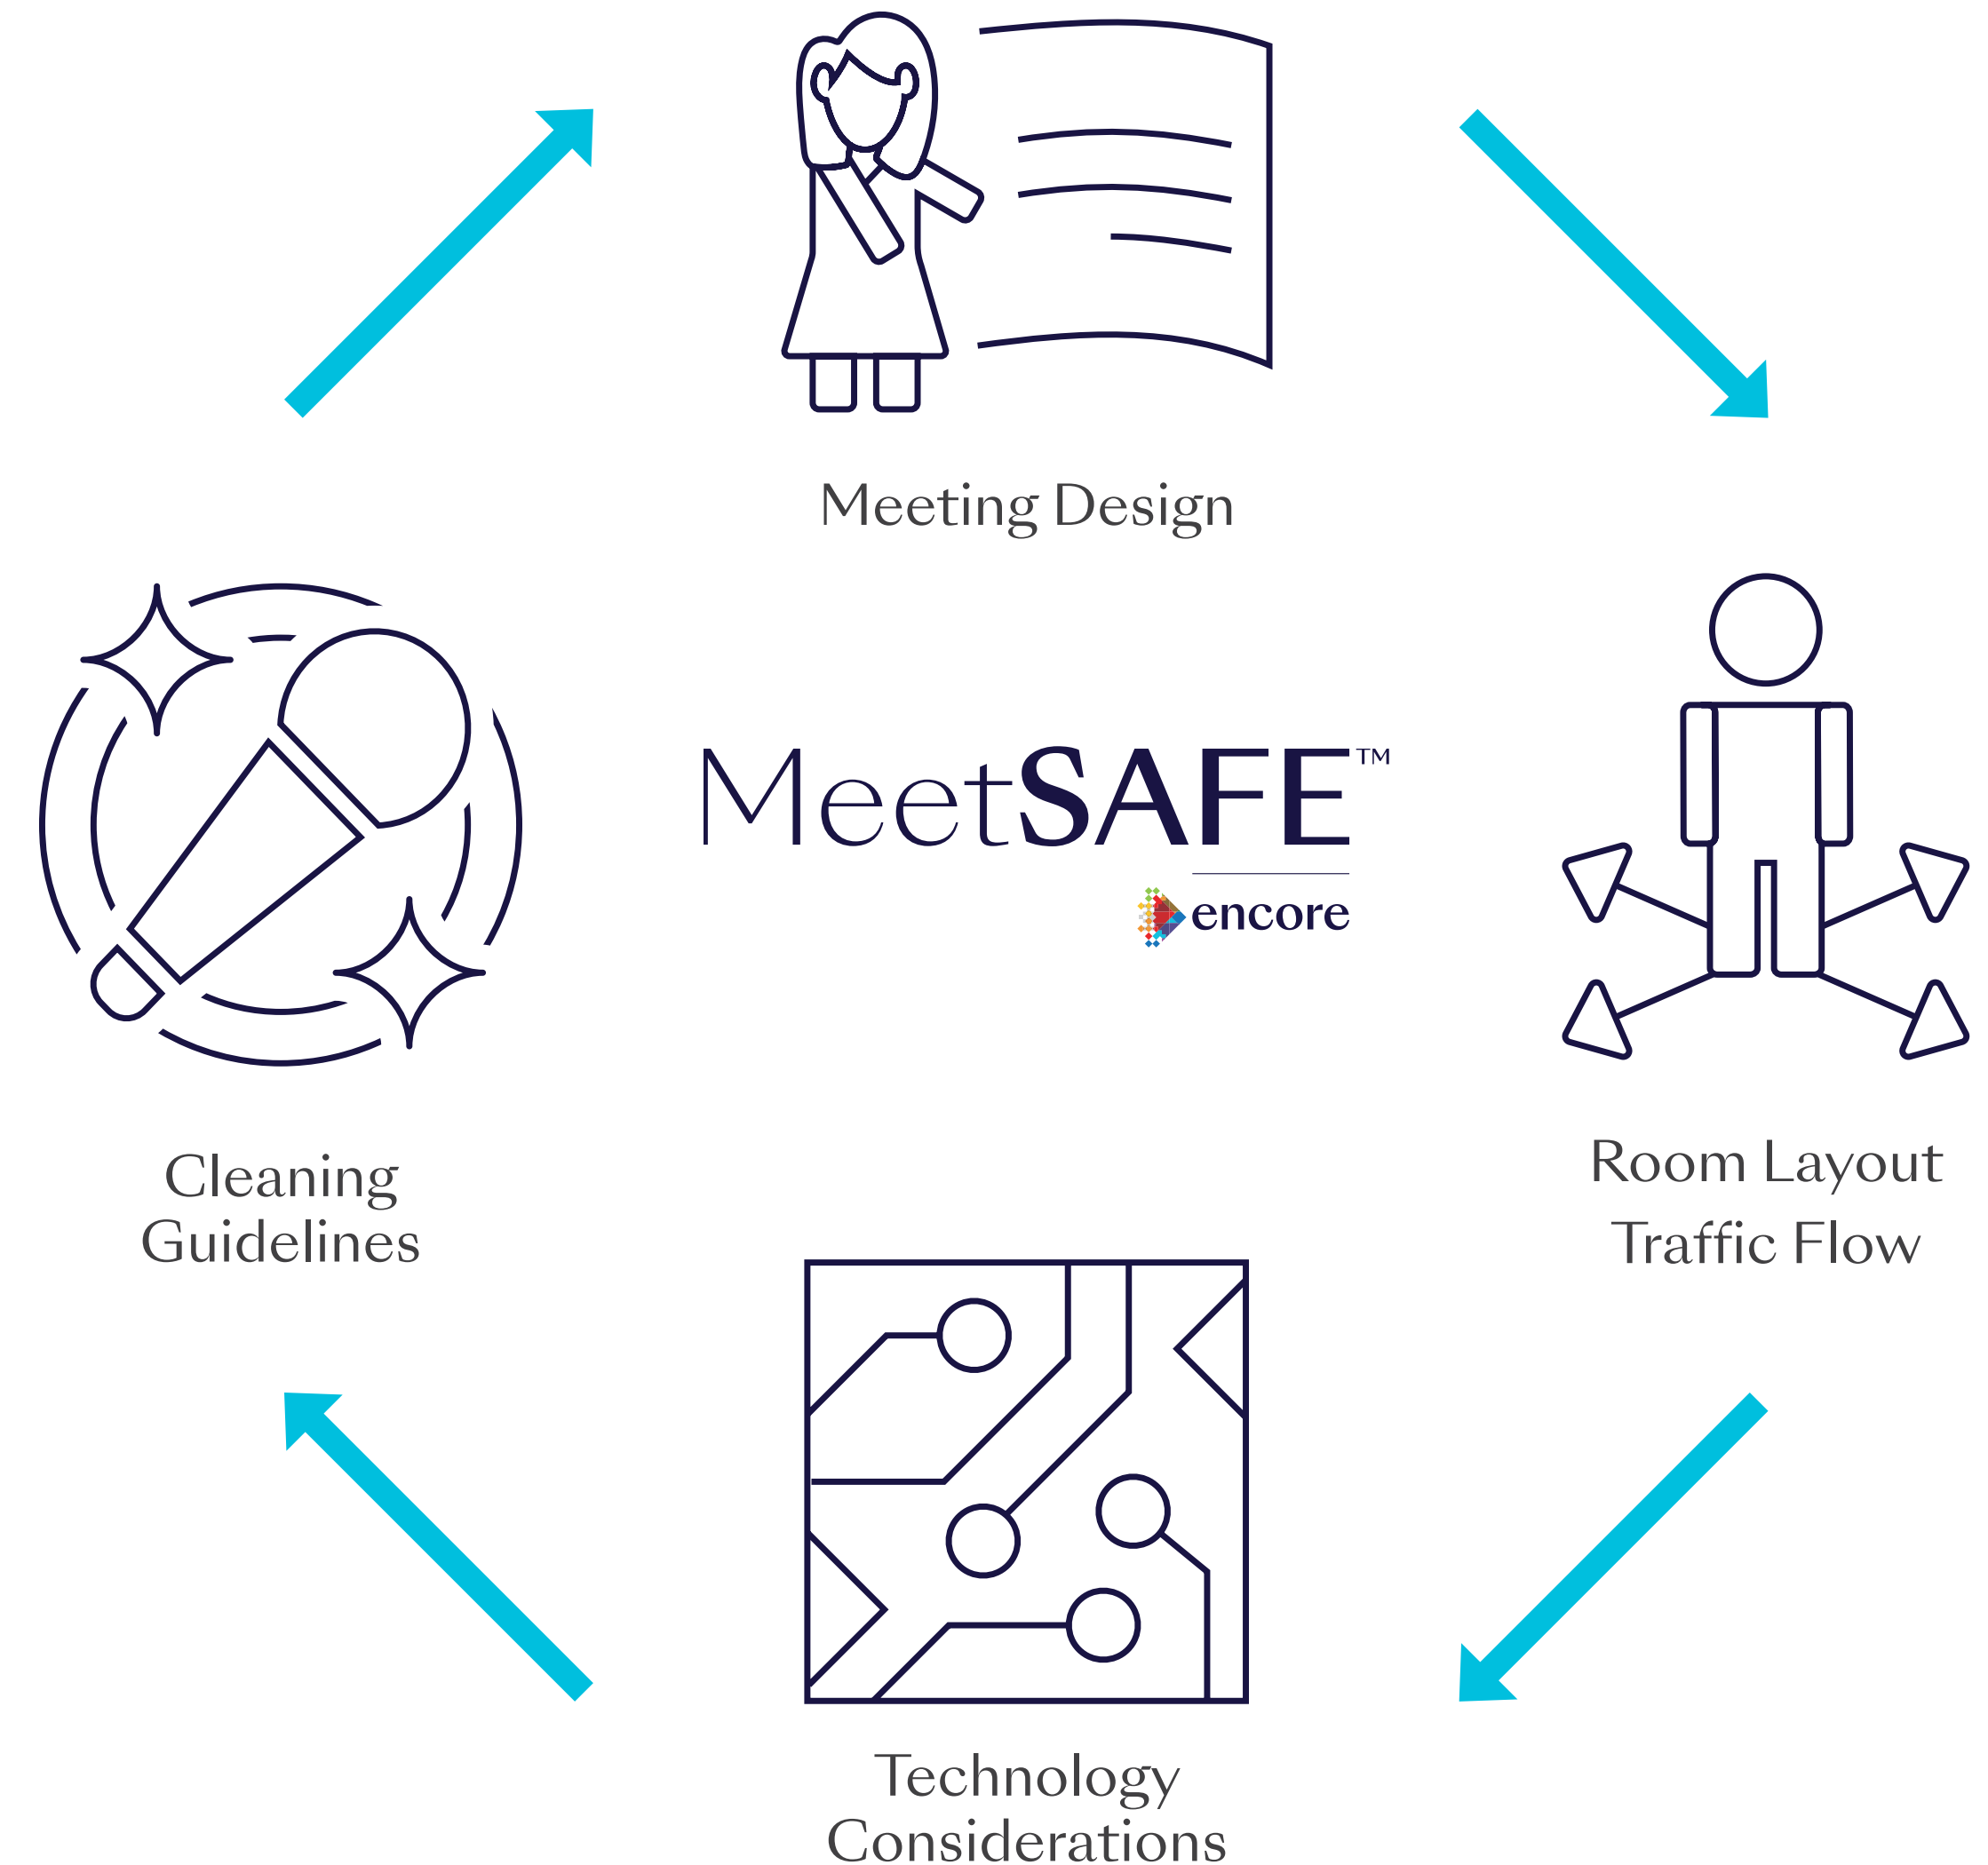 Meeting Design
MeetSAFE™
encore
Cleaning
Guidelines
Room Layout
Traffic Flow
Technology
Considerations